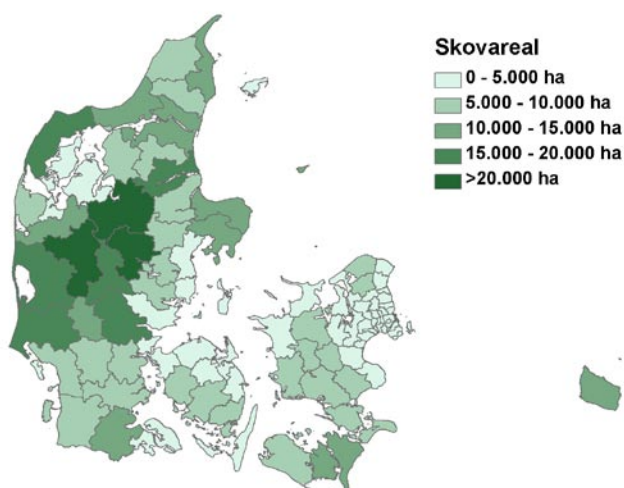 Skovareal
0 - 5.000 ha
5.000 - 10.000 ha
10.000 - 15.000 ha
15.000 - 20.000 ha
>20.000 ha